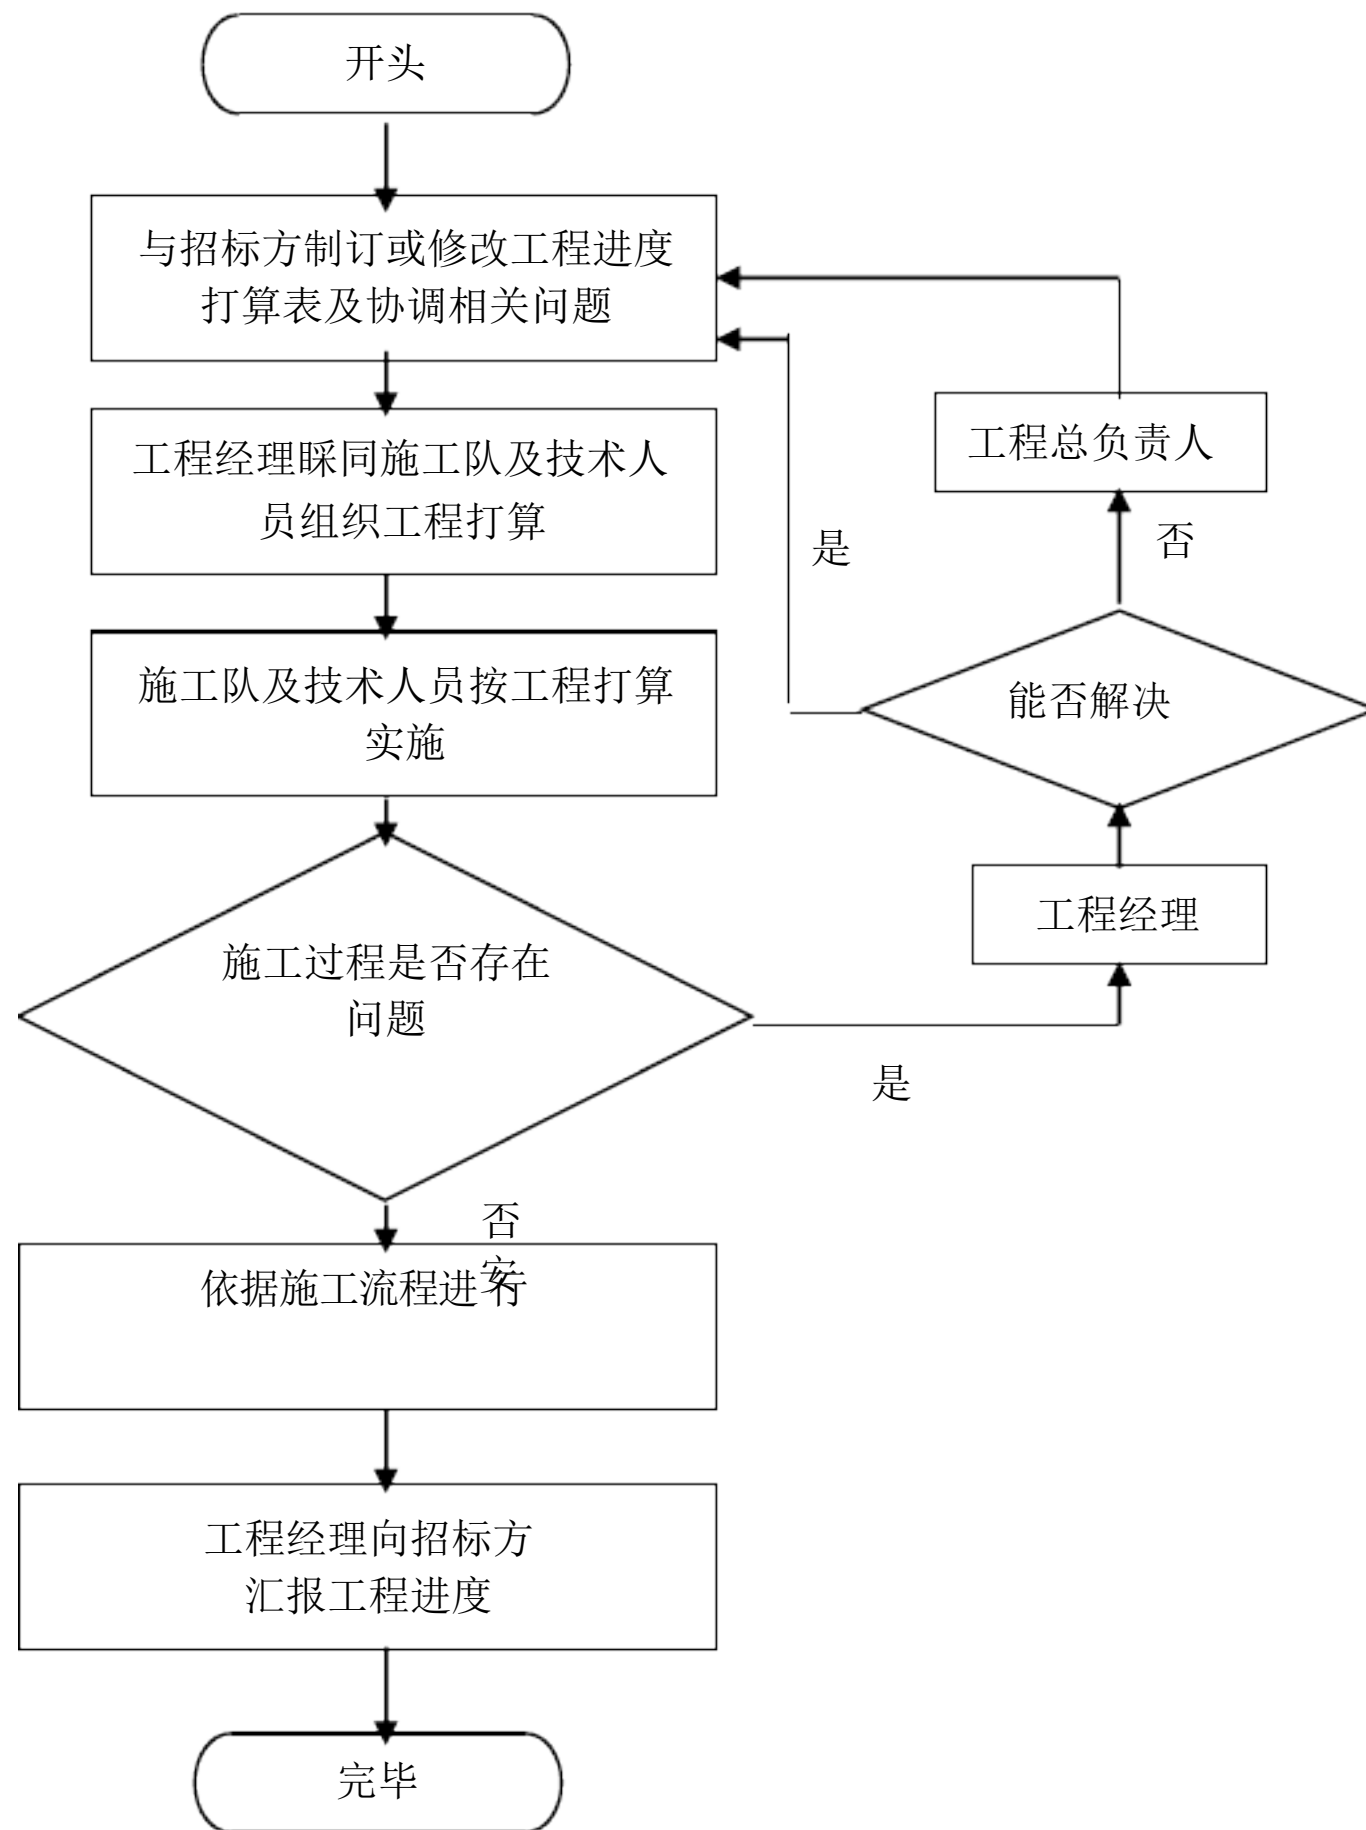 开头
与招标方制订或修改工程进度
打算表及协调相关问题
工程经理睬同施工队及技术人
员组织工程打算
施工队及技术人员按工程打算
实施
施工过程是否存在
问题
是
工程经理
能否解决
是
否
工程总负责人
否
安
依据施工流程进行
工程经理向招标方
汇报工程进度
完毕